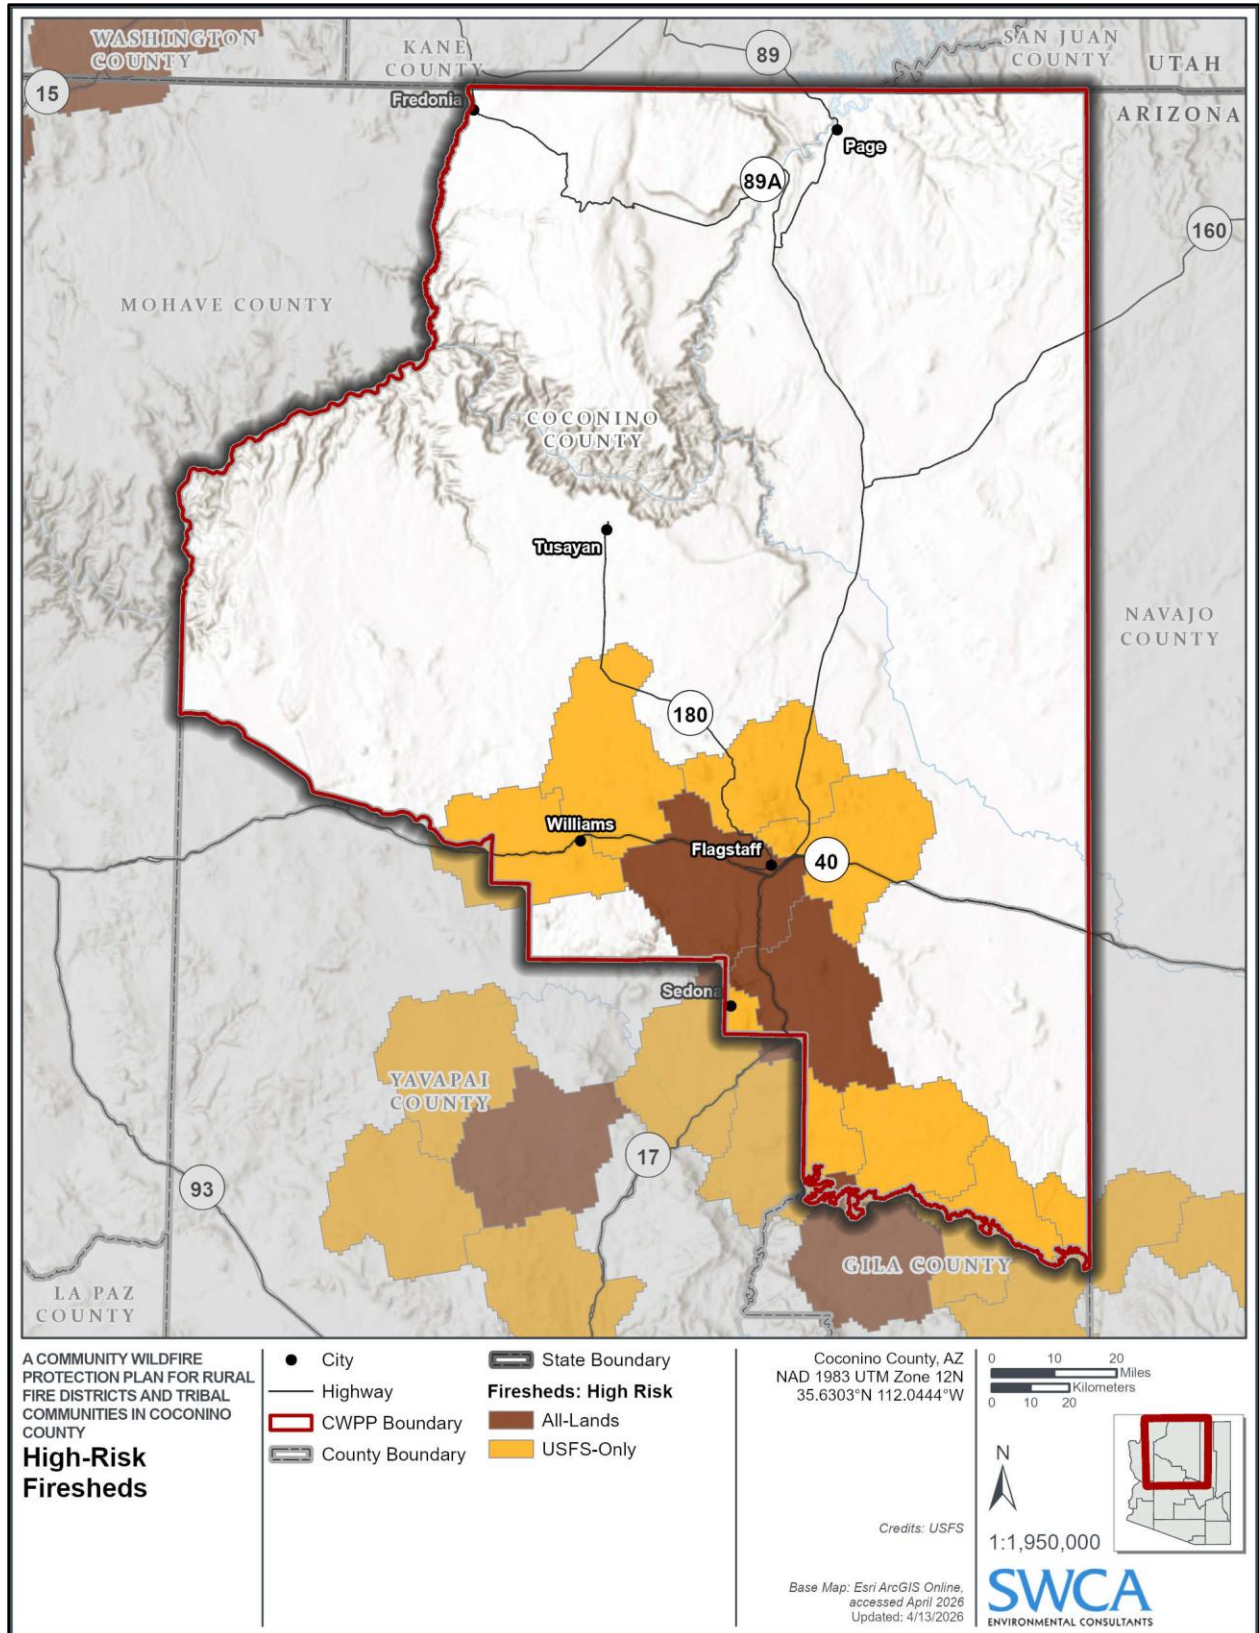 WASHINGTON
COUNTY
KANE
COUNTY
89
SAN JUAN
COUNTY
UTAH
15
Fredonia
ARIZONA
Page
89A
160
MOHAVE COUNTY
COCONINO
COUNTY
Tusayan
NAVAJO
COUNTY
180
Williams
Flagstaff
40
Sedona
YAVAPAI
COUNTY
17
93
GILA COUNTY
LA PAZ
COUNTY
A COMMUNITY WILDFIRE
PROTECTION PLAN FOR RURAL
FIRE DISTRICTS AND TRIBAL
COMMUNITIES IN COCONINO
COUNTY
High-Risk
Firesheds
City
Highway
CWPP Boundary
County Boundary
State Boundary
Firesheds: High Risk
All-Lands
USFS-Only
Coconino County, AZ
NAD 1983 UTM Zone 12N
35.6303°N 112.0444°W
Credits: USFS
Base Map: Esri ArcGIS Online,
accessed April 2026
Updated: 4/13/2026
0 10 20
Miles
Kilometers
0 10 20
N
1:1,950,000
SWCA
ENVIRONMENTAL CONSULTANTS